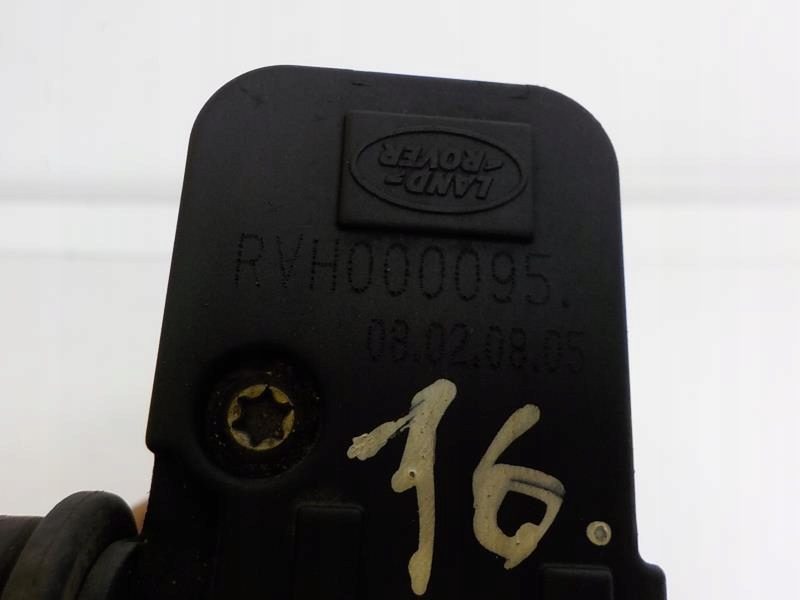 LAND-
ROVER
RVH000095.
08.02.08.05
16.